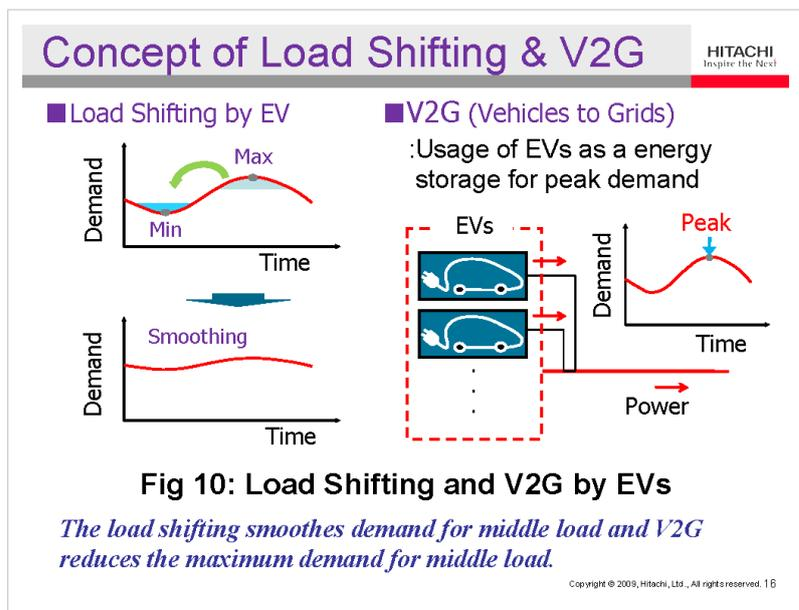 Concept of Load Shifting & V2G
HITACHI
Inspire the Next
■Load Shifting by EV
Demand
Max
Min
Time
Demand
Smoothing
Time
■V2G (Vehicles to Grids)
:Usage of EVs as a energy
storage for peak demand
EVs
Demand
Peak
Time
Power
Fig 10: Load Shifting and V2G by EVs
The load shifting smoothes demand for middle load and V2G
reduces the maximum demand for middle load.
Copyright © 2009, Hitachi, Ltd., All rights reserved. 16